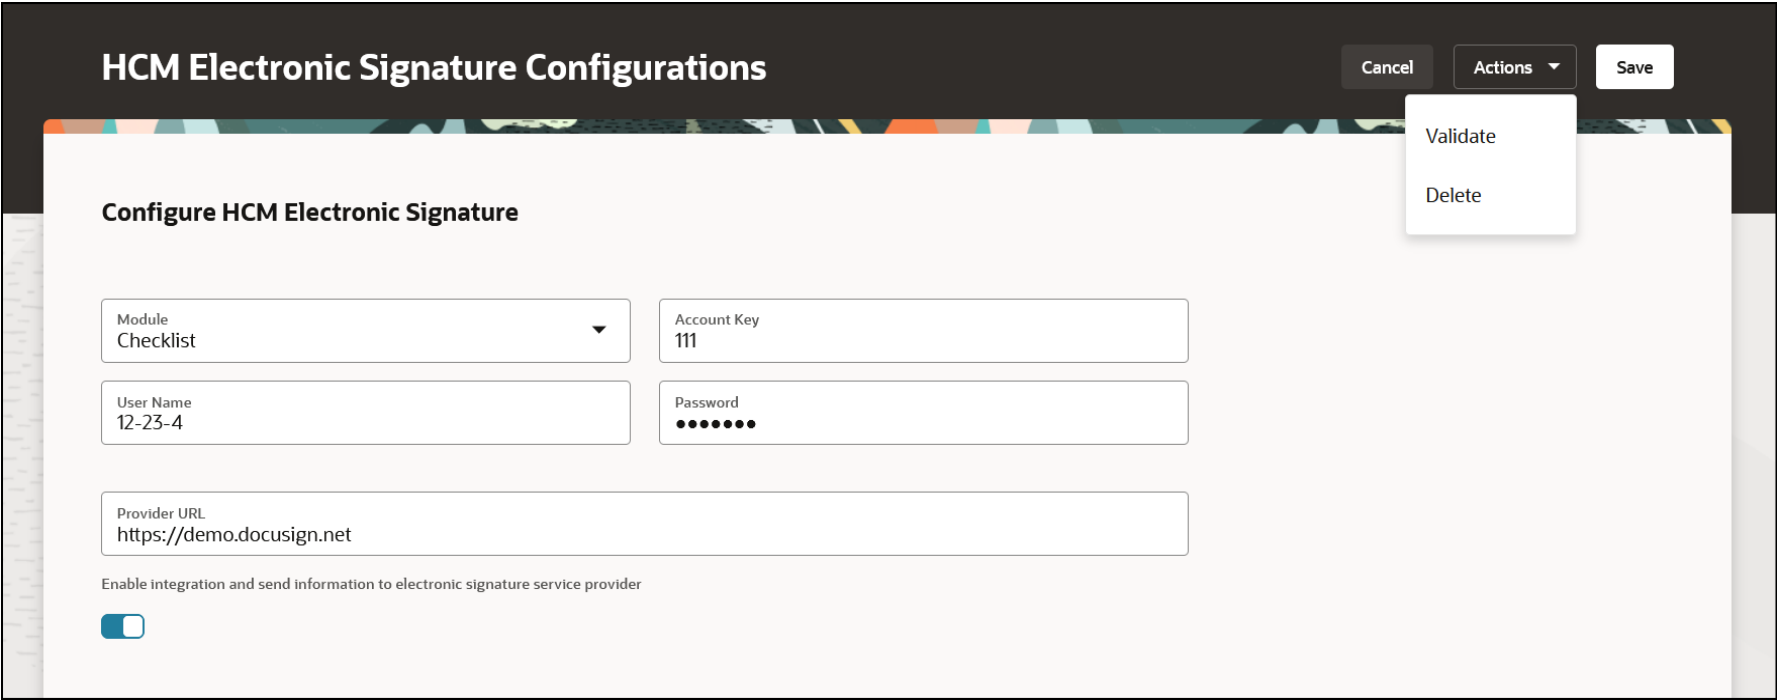 HCM Electronic Signature Configurations
Cancel
Actions
Save
Validate
Delete
Configure HCM Electronic Signature
Module
Checklist
Account Key
111
User Name
12-23-4
Password
•••••••
Provider URL
https://demo.docusign.net
Enable integration and send information to electronic signature service provider